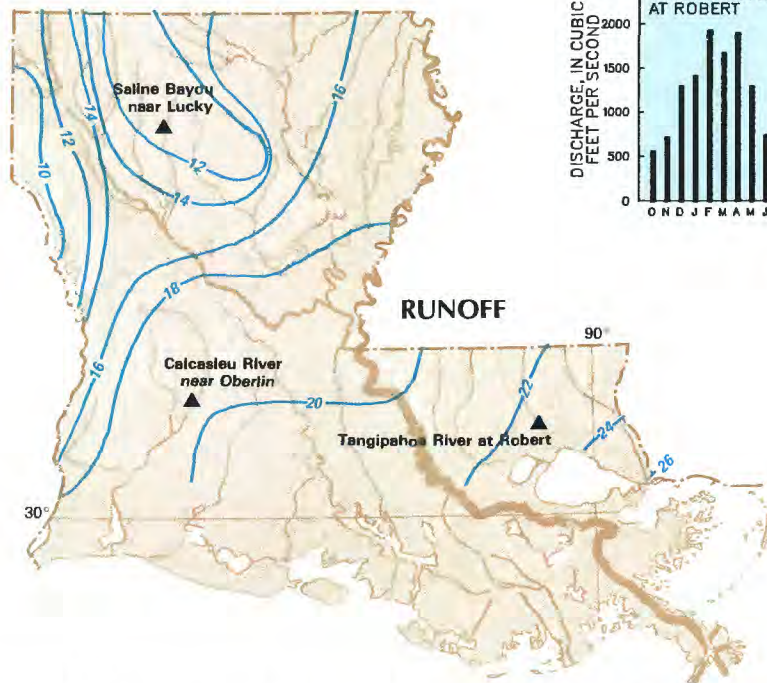 AT ROBERT
DISCHARGE, IN CUBIC
FEET PER SECOND
2000
1500
1000
500
0
O N D J F M A M J
Saline Bayou
near Lucky
16
14
12
10
12
14
18
16
RUNOFF
90°
Calcasieu River
near Oberlin
20
22
24
26
Tangipahoa River at Robert
30°